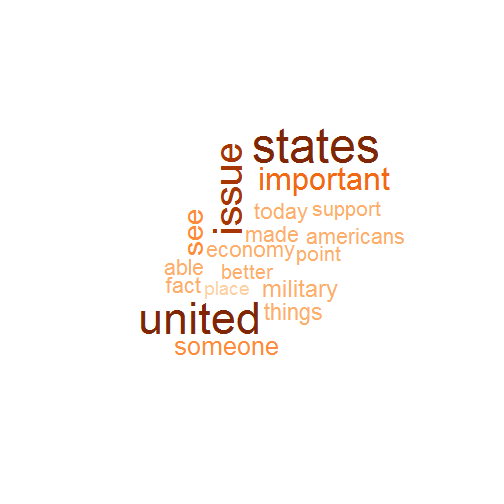 states
issue
important
today
support
see
made
americans
economy
point
able
better
fact
place
military
united
things
someone